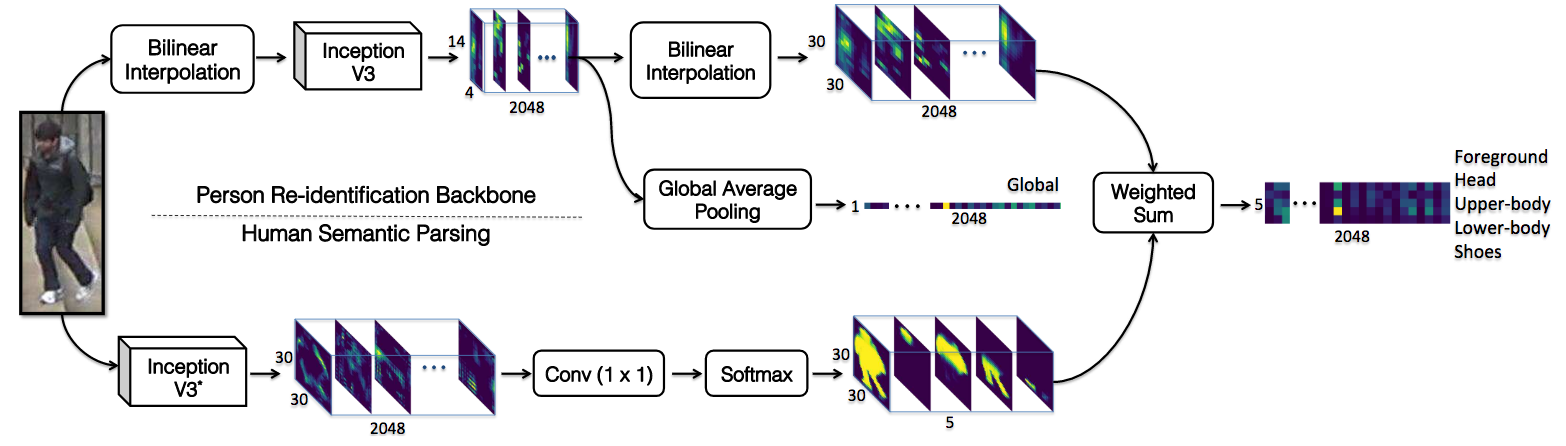 Bilinear
Interpolation
Inception
V3
14
4
2048
• • •
Bilinear
Interpolation
30
30
2048
• • •
Person Re-identification Backbone
Human Semantic Parsing
Global Average
Pooling
1
• • •
2048
Global
Weighted
Sum
5
• • •
2048
Foreground
Head
Upper-body
Lower-body
Shoes
Inception
V3*
30
30
2048
• • •
Conv (1 x 1)
Softmax
30
30
5